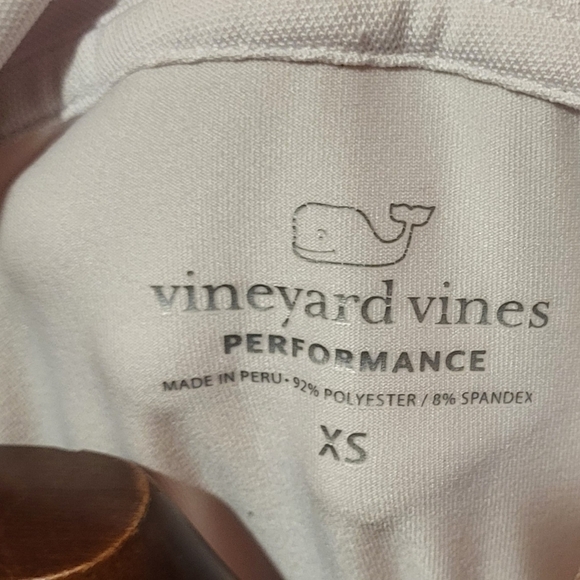 vineyard vines
PERFORMANCE
MADE IN PERU • 92% POLYESTER / 8% SPANDEX
XS